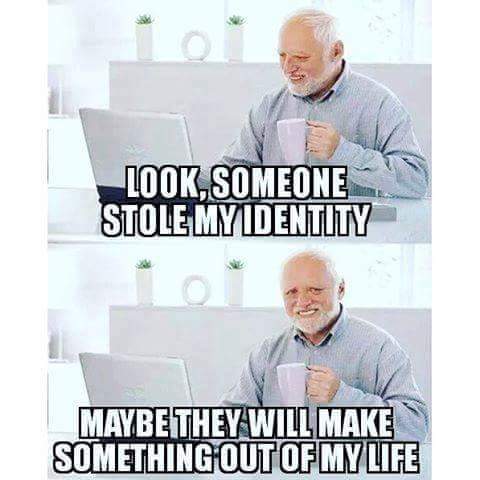 LOOK, SOMEONE
STOLE MY IDENTITY
MAYBE THEY WILL MAKE
SOMETHING OUT OF MY LIFE